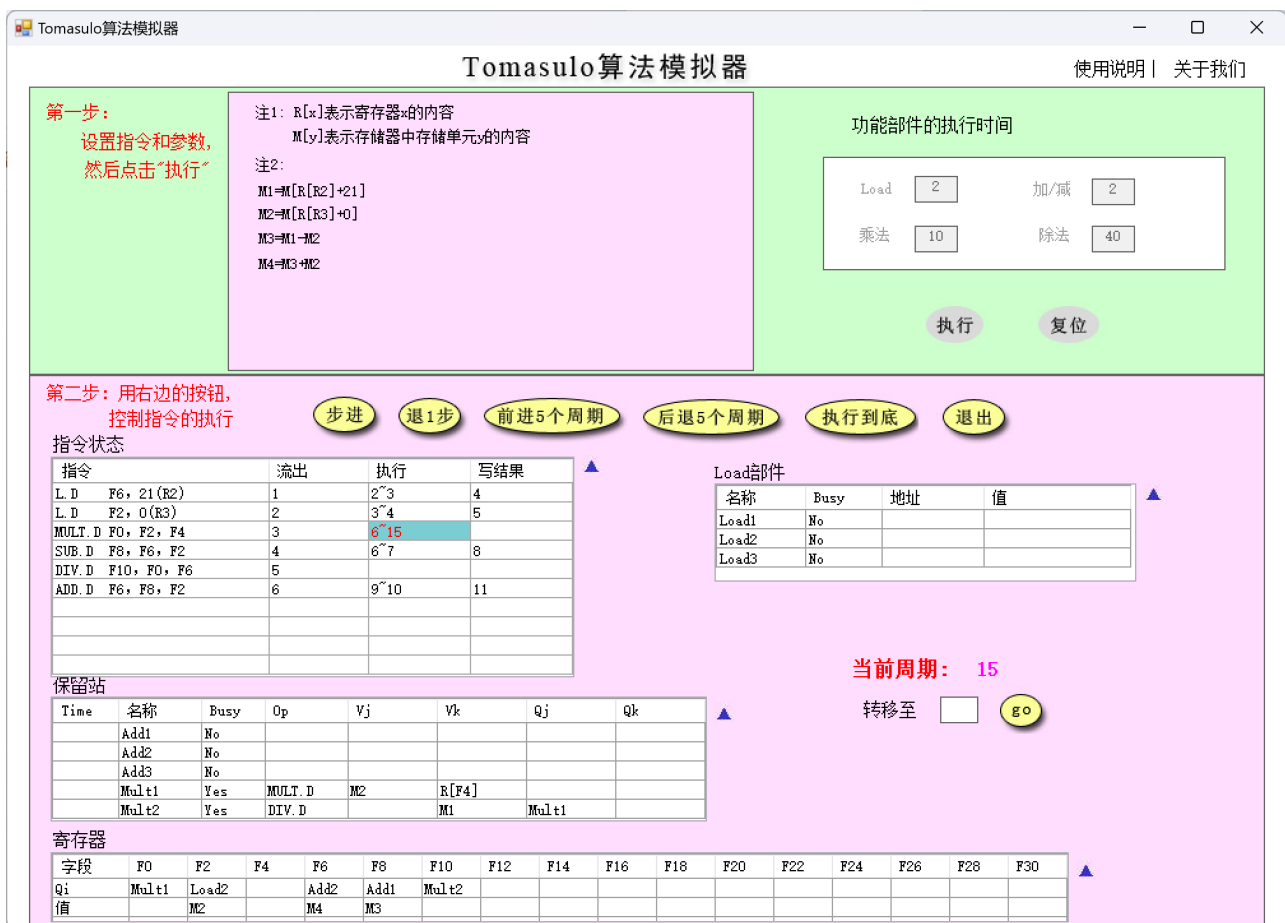 Tomasulo算法模拟器
Tomasulo算法模拟器
使用说明 | 关于我们
第一步:
设置指令和参数,
然后点击"执行"
注1: R[x]表示寄存器x的内容
M[y]表示存储器中存储单元y的内容
注2:
M1=M[R[R2]+21]
M2=M[R[R3]+0]
M3=M1-M2
M4=M3+M2
功能部件的执行时间
Load 2 加/减 2
乘法 10 除法 40
执行 复位
第二步: 用右边的按钮,
控制指令的执行
步进 退1步 前进5个周期 后退5个周期 执行到底 退出
指令状态
指令 流出 执行 写结果
L.D F6, 21(R2) 1 2~3 4
L.D F2, 0(R3) 2 3~4 5
MULT.D F0, F2, F4 3 6~15
SUB.D F8, F6, F2 4 6~7 8
DIV.D F10, F0, F6 5
ADD.D F6, F8, F2 6 9~10 11
Load部件
名称 Busy 地址 值
Load1 No
Load2 No
Load3 No
当前周期: 15
转移至 go
保留站
Time 名称 Busy Op Vj Vk Qj Qk
Add1 No
Add2 No
Add3 No
Mult1 Yes MULT.D M2 R[F4]
Mult2 Yes DIV.D M1 Mult1
寄存器
字段 F0 F2 F4 F6 F8 F10 F12 F14 F16 F18 F20 F22 F24 F26 F28 F30
Qi Mult1 Load2 Add2 Add1 Mult2
值 M2 M4 M3